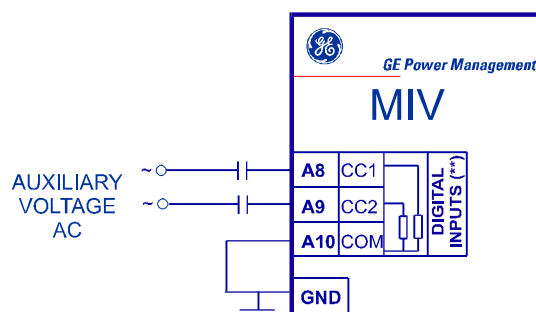 GE Power Management
MIV
AUXILIARY
VOLTAGE
AC
~
~
A8 CC1
A9 CC2
A10 COM
DIGITAL
INPUTS (**)
GND